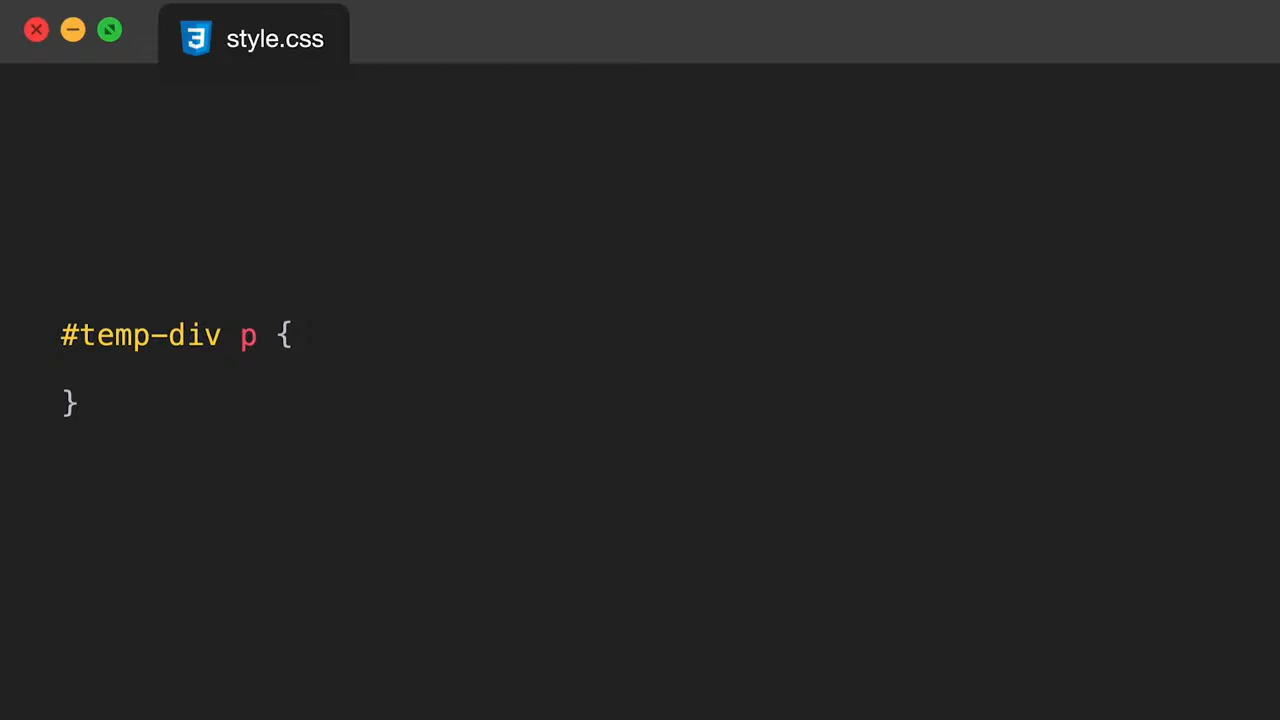 style.css
#temp-div p {
}